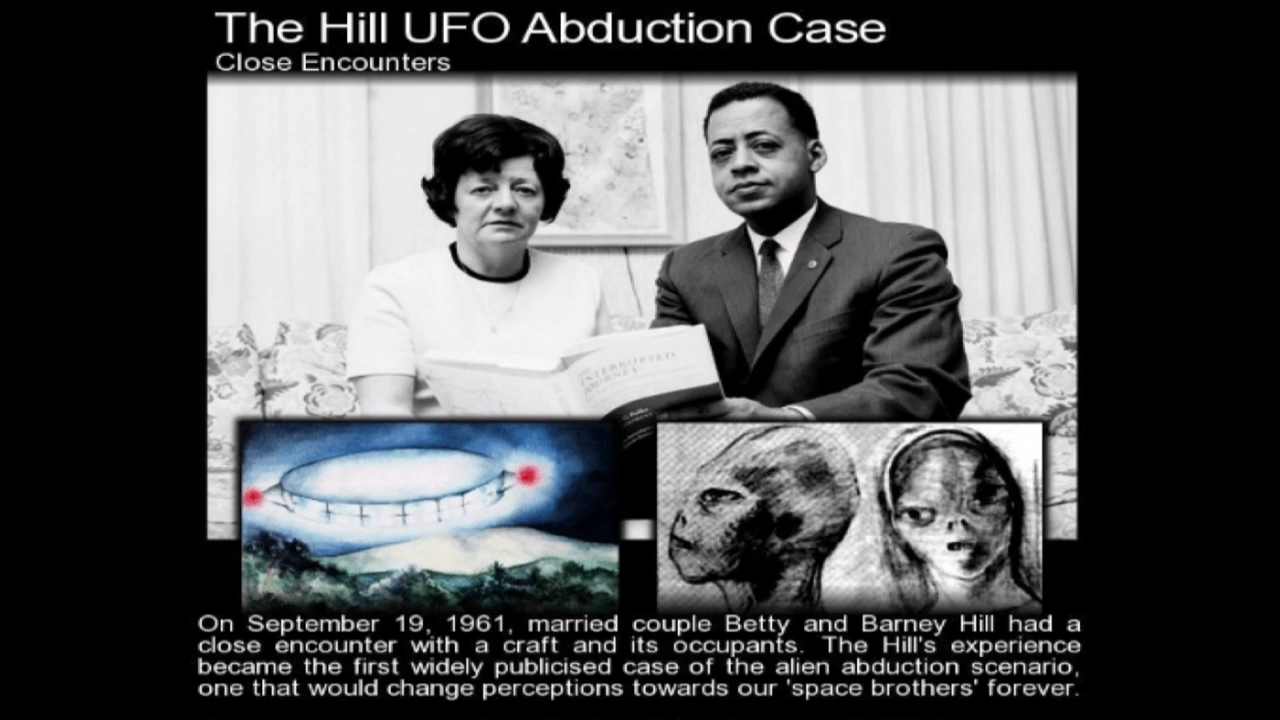 The Hill UFO Abduction Case
Close Encounters
INTERRUPTED
JOURNEY
On September 19, 1961, married couple Betty and Barney Hill had a
close encounter with a craft and its occupants. The Hill's experience
became the first widely publicised case of the alien abduction scenario,
one that would change perceptions towards our 'space brothers' forever.